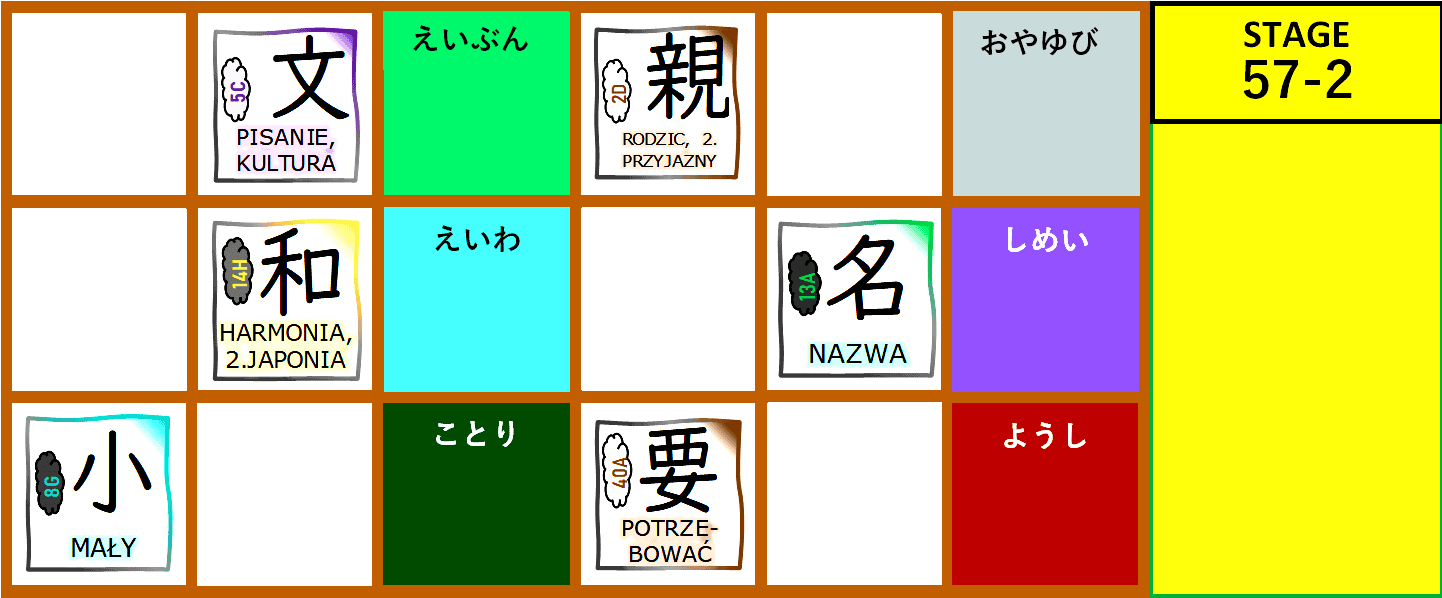 5C
文
PISANIE,
KULTURA
えいぶん
2D
親
RODZIC, 2.
PRZYJAZNY
おやゆび
STAGE
57-2
14H
和
HARMONIA,
2.JAPONIA
えいわ
13A
名
NAZWA
しめい
8G
小
MAŁY
ことり
40A
要
POTRZE-
BOWAĆ
ようし